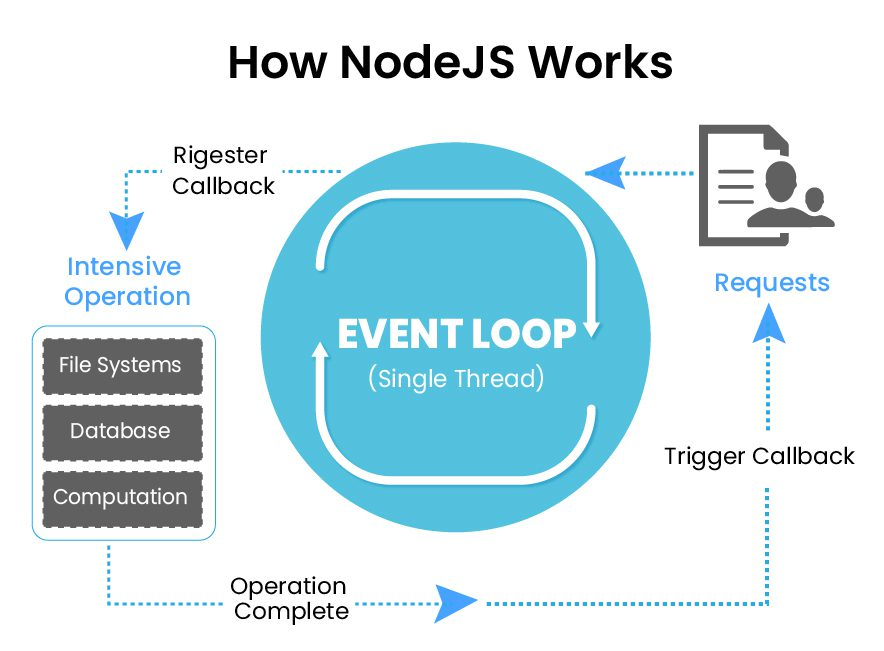 How NodeJS Works
Rigester
Callback
Intensive
Operation
File Systems
Database
Computation
EVENT LOOP
(Single Thread)
Requests
Trigger Callback
Operation
Complete